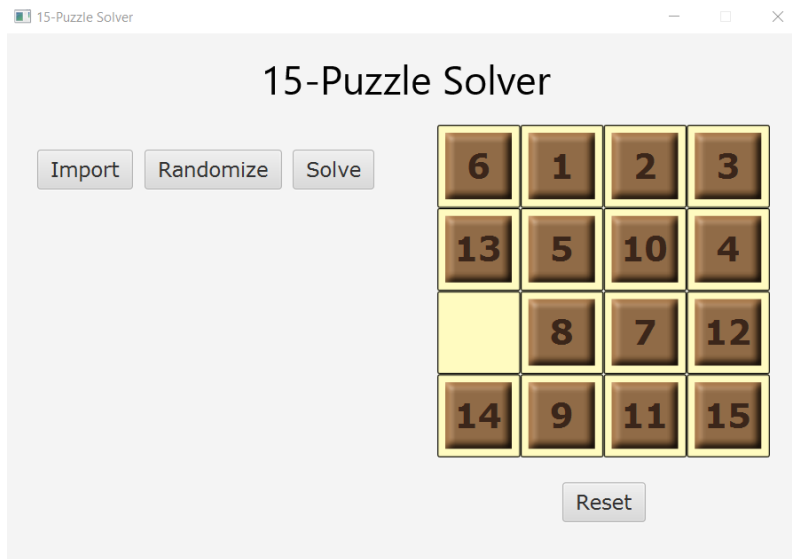 15-Puzzle Solver
15-Puzzle Solver
Import Randomize Solve
6 1 2 3
13 5 10 4
8 7 12
14 9 11 15
Reset